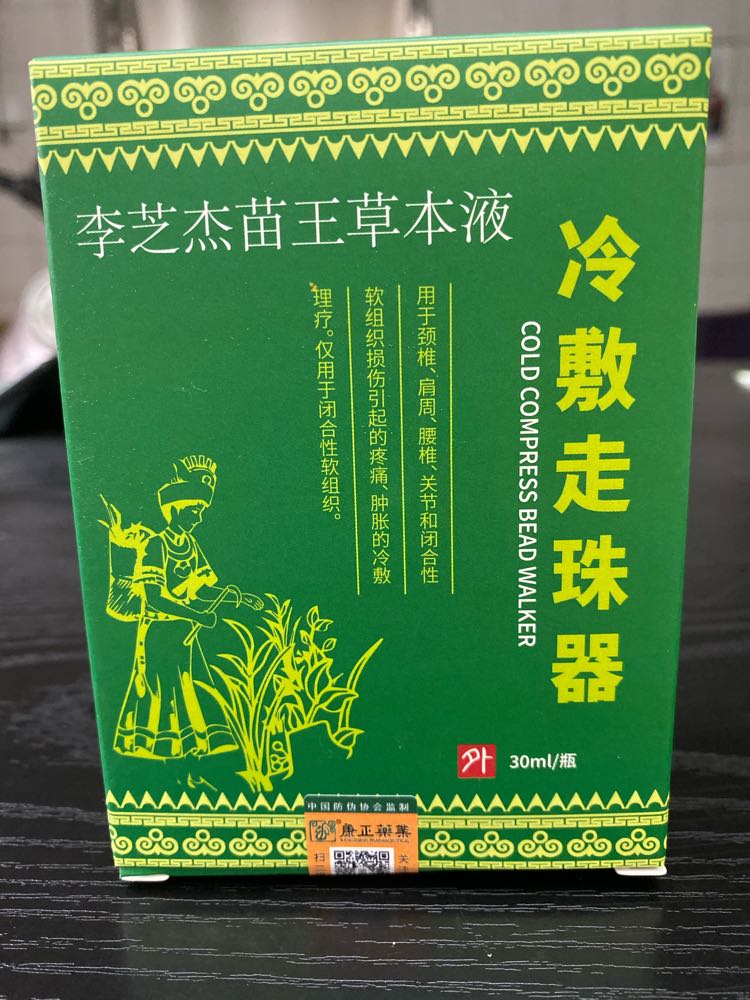 李芝杰苗王草本液
冷敷走珠器
COLD COMPRESS BEAD WALKER
用于颈椎、肩周、腰椎、关节和闭合性
软组织损伤引起的疼痛、肿胀的冷敷
理疗。仅用于闭合性软组织。
外
30ml/瓶
中国防伪协会监制
康正藥業